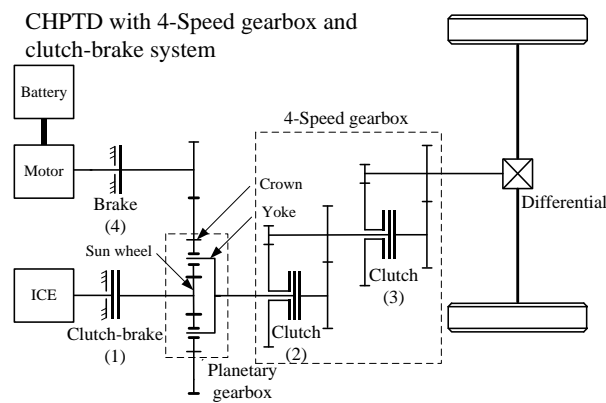 CHPTD with 4-Speed gearbox and
clutch-brake system
Battery
4-Speed gearbox
Motor
Crown
Brake
(4)
Yoke
Differential
Sun wheel
Clutch
(3)
ICE
Clutch-brake
(1)
Clutch
(2)
Planetary
gearbox